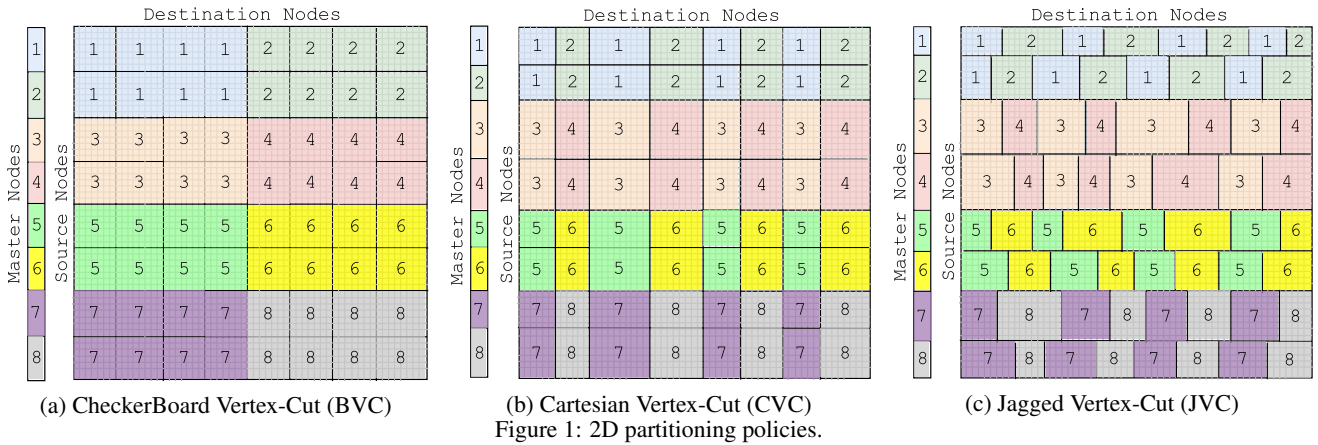 Destination Nodes
Master Nodes
Source Nodes
1
2
3
4
5
6
7
8
1 1 1 1 2 2 2 2
1 1 1 1 2 2 2 2
3 3 3 3 4 4 4 4
3 3 3 3 4 4 4 4
5 5 5 5 6 6 6 6
5 5 5 5 6 6 6 6
7 7 7 7 8 8 8 8
7 7 7 7 8 8 8 8
(a) CheckerBoard Vertex-Cut (BVC)
Destination Nodes
Master Nodes
Source Nodes
1
2
3
4
5
6
7
8
1 2 1 2 1 2 1 2
1 2 1 2 1 2 1 2
3 4 3 4 3 4 3 4
3 4 3 4 3 4 3 4
5 6 5 6 5 6 5 6
5 6 5 6 5 6 5 6
7 8 7 8 7 8 7 8
7 8 7 8 7 8 7 8
(b) Cartesian Vertex-Cut (CVC)
Destination Nodes
Master Nodes
Source Nodes
1
2
3
4
5
6
7
8
1 2 1 2 1 2 1 2
1 2 1 2 1 2 1 2
3 4 3 4 3 4 3 4
3 4 3 4 3 4 3 4
5 6 5 6 5 6 5 6
5 6 5 6 5 6 5 6
7 8 7 8 7 8 7 8
7 8 7 8 7 8 7 8
(c) Jagged Vertex-Cut (JVC)
Figure 1: 2D partitioning policies.